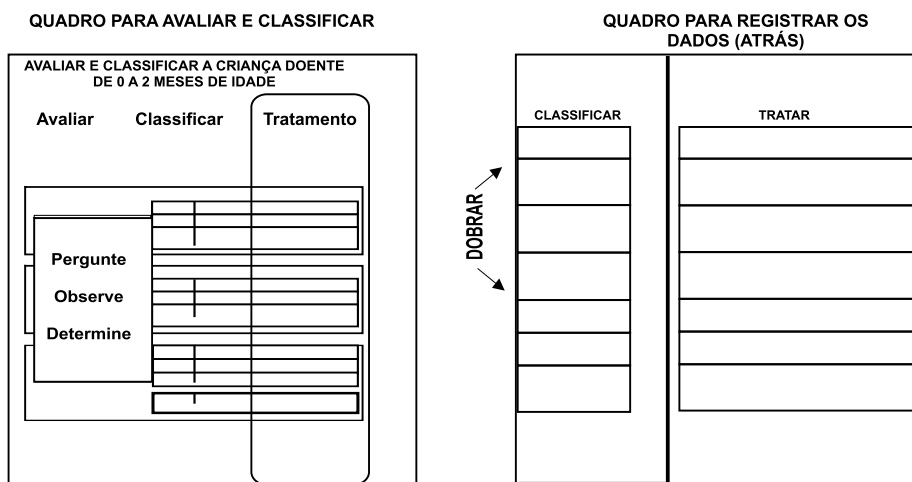 QUADRO PARA AVALIAR E CLASSIFICAR
AVALIAR E CLASSIFICAR A CRIANÇA DOENTE
DE 0 A 2 MESES DE IDADE
Avaliar Classificar Tratamento
Pergunte
Observe
Determine
QUADRO PARA REGISTRAR OS
DADOS (ATRÁS)
CLASSIFICAR TRATAR
DOBRAR